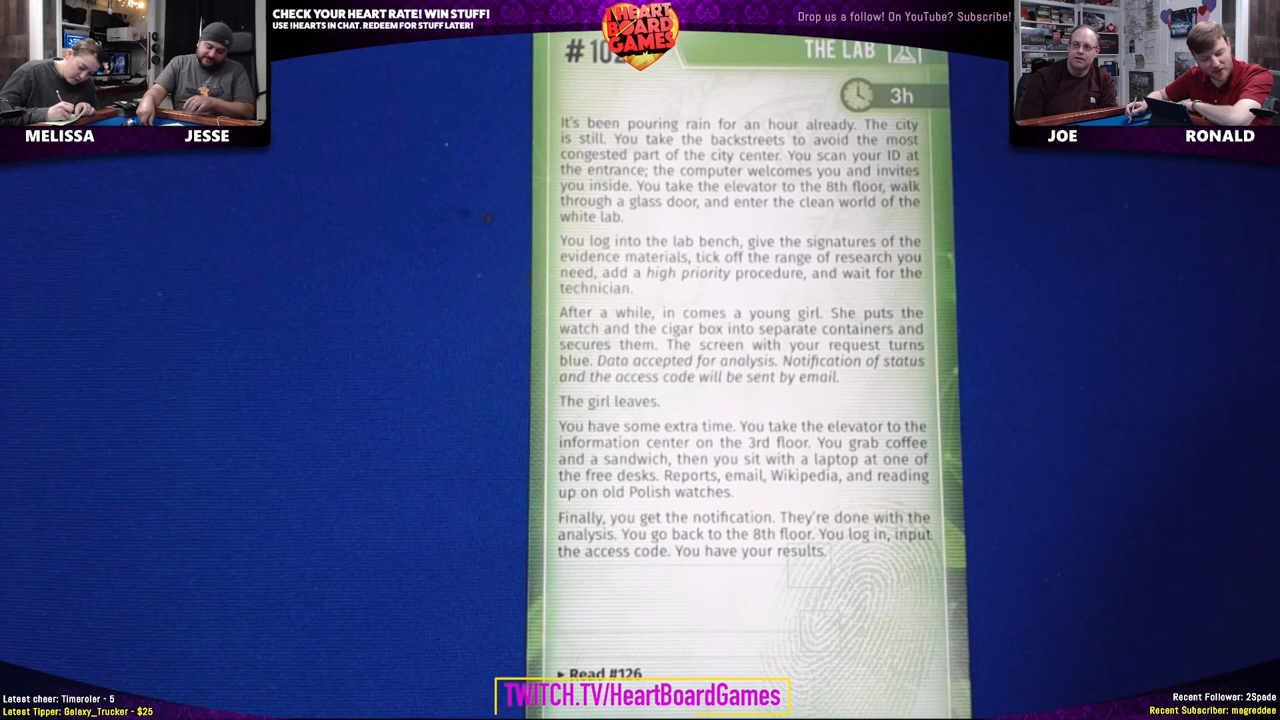 CHECK YOUR HEART RATE! WIN STUFF!
USE !HEARTS IN CHAT. REDEEM FOR STUFF LATER!
I HEART
BOARD
GAMES
Drop us a follow! On YouTube? Subscribe!
MELISSA
JESSE
JOE
RONALD
THE LAB
3h
It's been pouring rain for an hour already. The city
is still. You take the backstreets to avoid the most
congested part of the city center. You scan your ID at
the entrance; the computer welcomes you and invites
you inside. You take the elevator to the 8th floor, walk
through a glass door, and enter the clean world of the
white lab.
You log into the lab bench, give the signatures of the
evidence materials, tick off the range of research you
need, add a high priority procedure, and wait for the
technician.
After a while, in comes a young girl. She puts the
watch and the cigar box into separate containers and
secures them. The screen with your request turns
blue. Data accepted for analysis. Notification of status
and the access code will be sent by email.
The girl leaves.
You have some extra time. You take the elevator to the
information center on the 3rd floor. You grab coffee
and a sandwich, then you sit with a laptop at one of
the free desks. Reports, email, Wikipedia, and reading
up on old Polish watches.
Finally, you get the notification. They're done with the
analysis. You go back to the 8th floor. You log in, input
the access code. You have your results.
▸ Read #126
TWITCH.TV/HeartBoardGames
Latest cheer: Timeroler - 5
Latest Tipper: Galaxy_Trucker - $25
Recent Follower: 2Spede
Recent Subscriber: magreddee